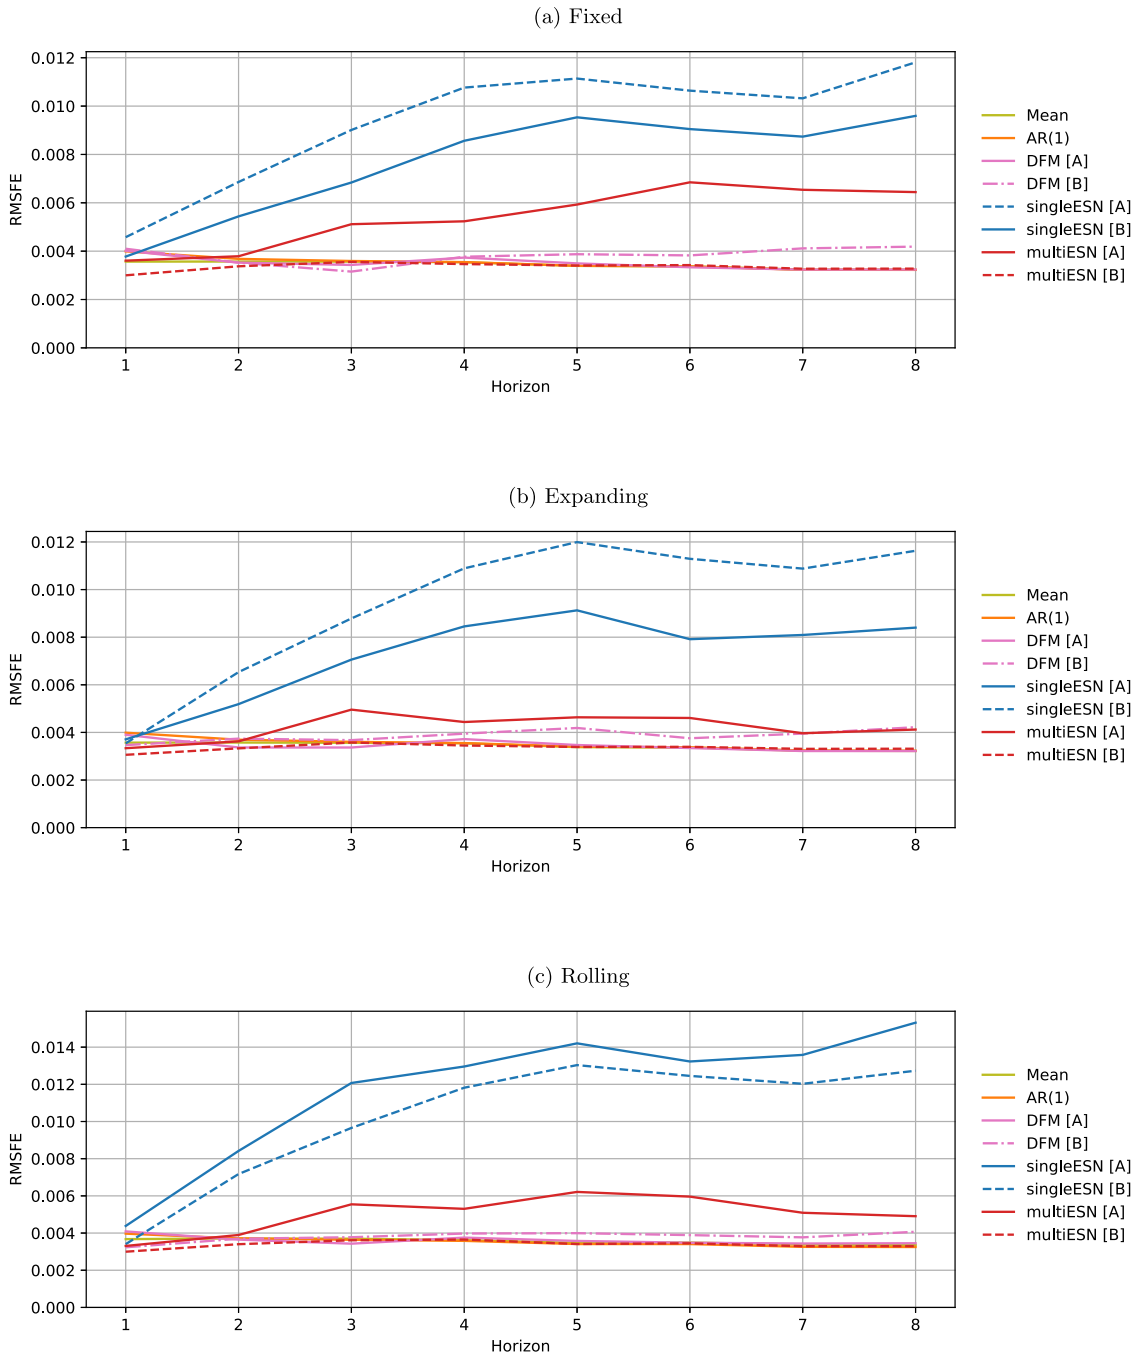 (a) Fixed
0.012
0.010
0.008
0.006
0.004
0.002
0.000
RMSFE
1 2 3 4 5 6 7 8
Horizon
Mean
AR(1)
DFM [A]
DFM [B]
singleESN [A]
singleESN [B]
multiESN [A]
multiESN [B]
(b) Expanding
0.012
0.010
0.008
0.006
0.004
0.002
0.000
RMSFE
1 2 3 4 5 6 7 8
Horizon
Mean
AR(1)
DFM [A]
DFM [B]
singleESN [A]
singleESN [B]
multiESN [A]
multiESN [B]
(c) Rolling
0.014
0.012
0.010
0.008
0.006
0.004
0.002
0.000
RMSFE
1 2 3 4 5 6 7 8
Horizon
Mean
AR(1)
DFM [A]
DFM [B]
singleESN [A]
singleESN [B]
multiESN [A]
multiESN [B]